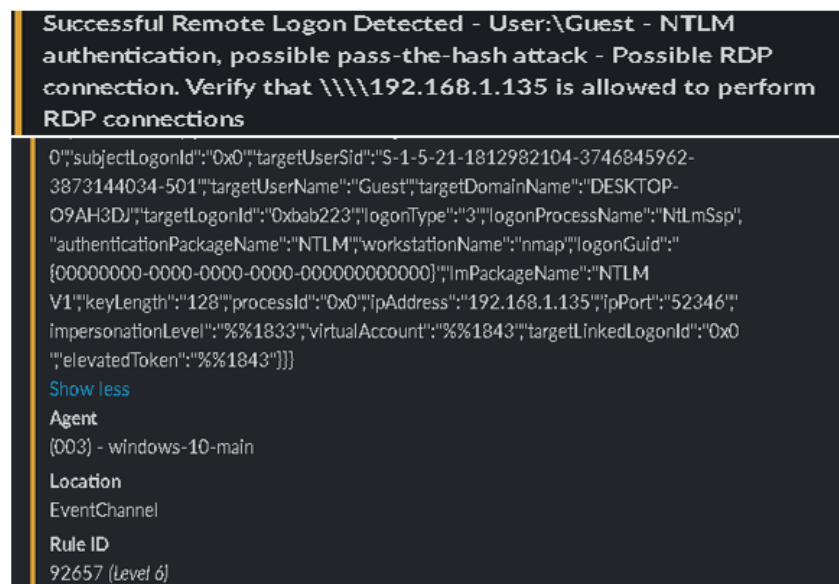 Successful Remote Logon Detected - User:\Guest - NTLM
authentication, possible pass-the-hash attack - Possible RDP
connection. Verify that \\\\192.168.1.135 is allowed to perform
RDP connections
0","subjectLogonId":"0x0","targetUserSid":"S-1-5-21-1812982104-3746845962-
3873144034-501","targetUserName":"Guest","targetDomainName":"DESKTOP-
O9AH3DJ","targetLogonId":"0xbab223","logonType":"3","logonProcessName":"NtLmSsp",
"authenticationPackageName":"NTLM","workstationName":"nmap","logonGuid":"
{00000000-0000-0000-0000-000000000000}","lmPackageName":"NTLM
V1","keyLength":"128","processId":"0x0","ipAddress":"192.168.1.135","ipPort":"52346","
impersonationLevel":"%%1833","virtualAccount":"%%1843","targetLinkedLogonId":"0x0
","elevatedToken":"%%1843"}}}
Show less
Agent
(003) - windows-10-main
Location
EventChannel
Rule ID
92657 (Level 6)